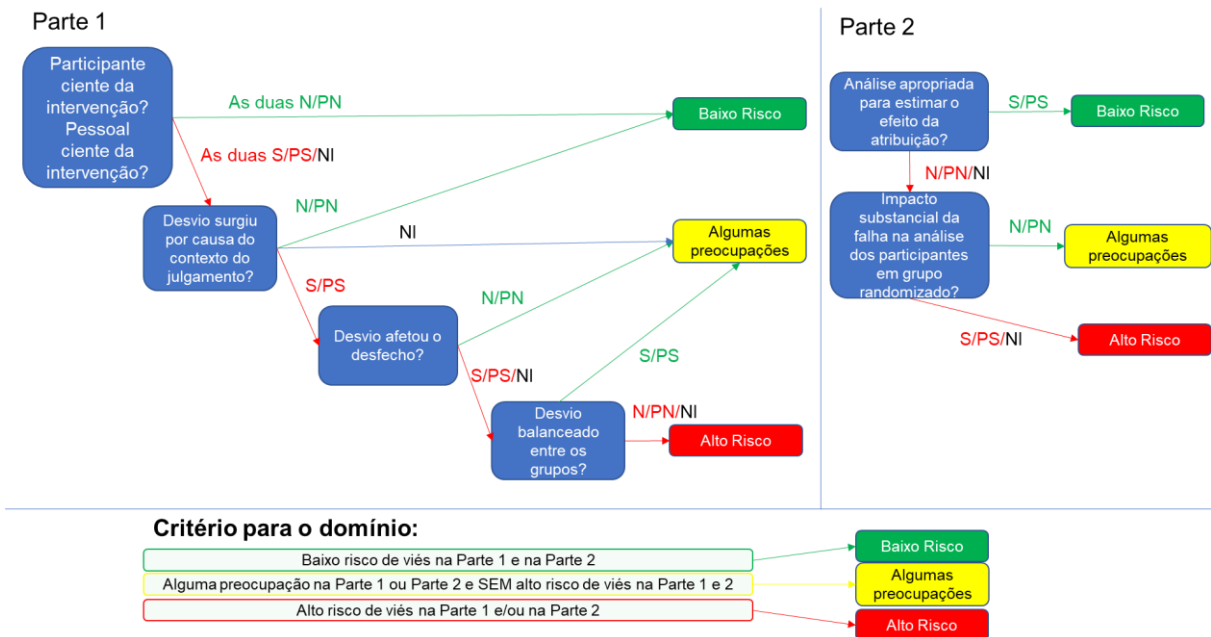 Parte 1
Participante
ciente da
intervenção?
Pessoal
ciente da
intervenção?
As duas N/PN
Baixo Risco
As duas S/PS/NI
Desvio surgiu
por causa do
contexto do
julgamento?
N/PN
NI
Algumas
preocupações
S/PS
Desvio afetou o
desfecho?
N/PN
S/PS/NI
S/PS
Desvio
balanceado
entre os
grupos?
N/PN/NI
Alto Risco
Parte 2
Análise apropriada
para estimar o
efeito da
atribuição?
S/PS
Baixo Risco
N/PN/NI
Impacto
substancial da
falha na análise
dos participantes
em grupo
randomizado?
N/PN
Algumas
preocupações
S/PS/NI
Alto Risco
Critério para o domínio:
Baixo risco de viés na Parte 1 e na Parte 2
Baixo Risco
Alguma preocupação na Parte 1 ou Parte 2 e SEM alto risco de viés na Parte 1 e 2
Algumas
preocupações
Alto risco de viés na Parte 1 e/ou na Parte 2
Alto Risco